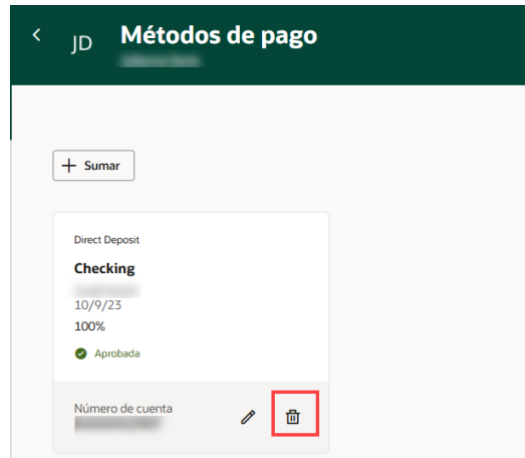 JD
Métodos de pago
+ Sumar
Direct Deposit
Checking
10/9/23
100%
Aprobada
Número de cuenta